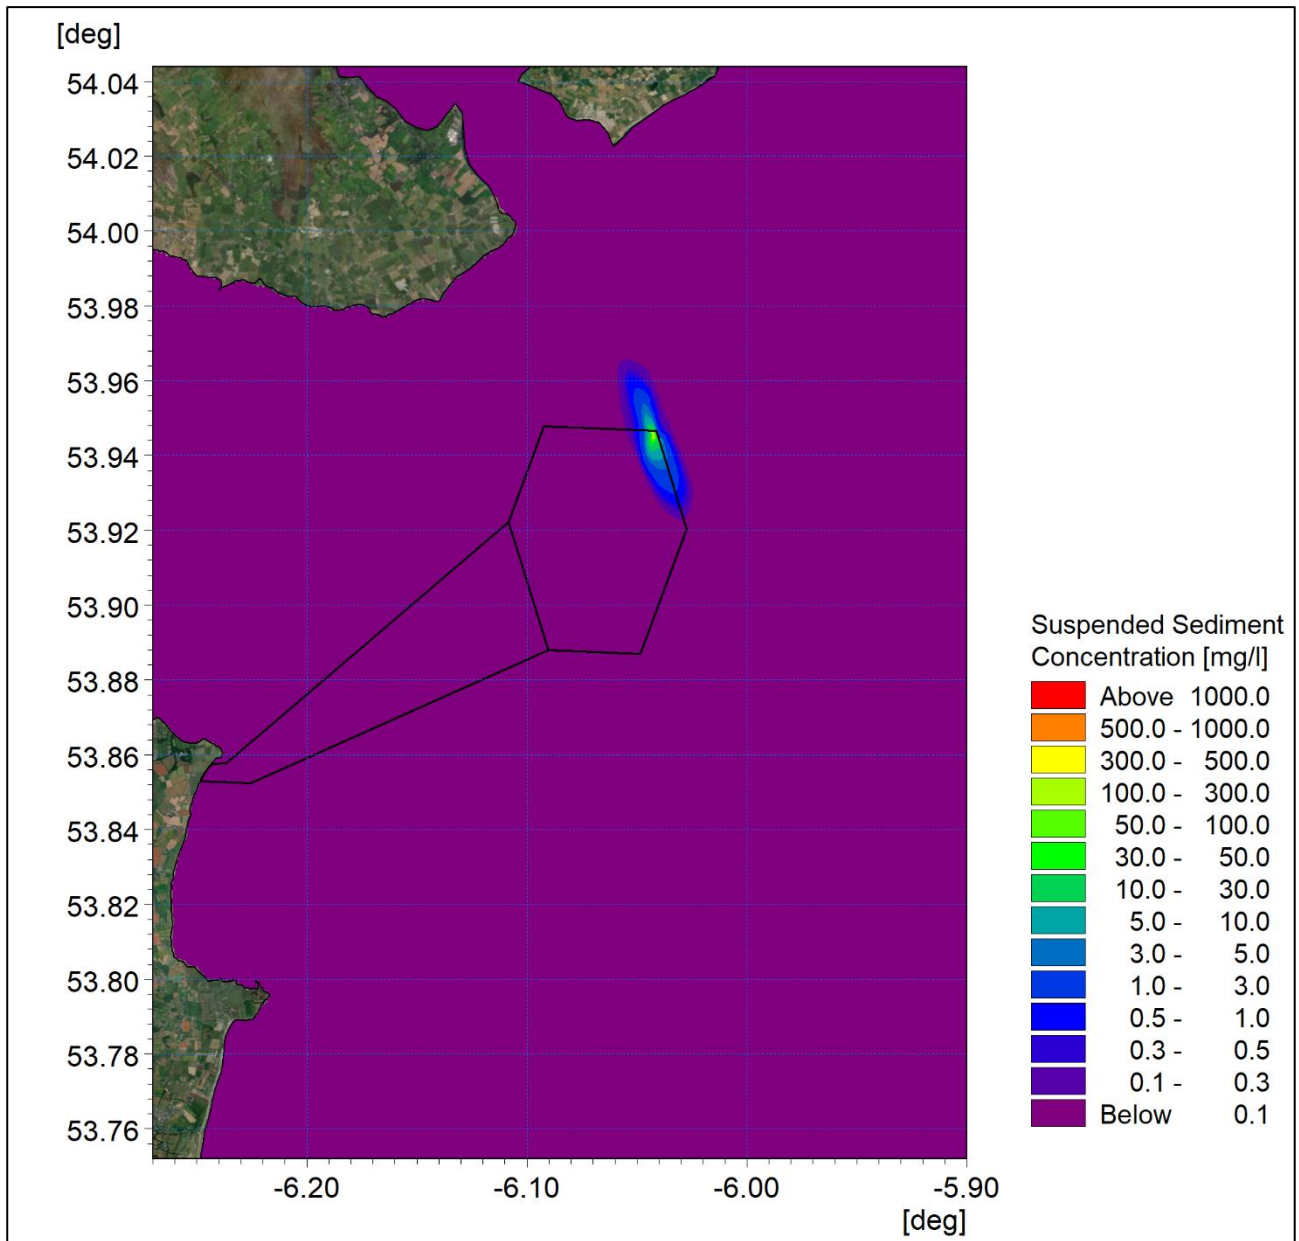 [deg]
54.04
54.02
54.00
53.98
53.96
53.94
53.92
53.90
53.88
53.86
53.84
53.82
53.80
53.78
53.76
-6.20 -6.10 -6.00 -5.90
[deg]
Suspended Sediment
Concentration [mg/l]
Above 1000.0
500.0 - 1000.0
300.0 - 500.0
100.0 - 300.0
50.0 - 100.0
30.0 - 50.0
10.0 - 30.0
5.0 - 10.0
3.0 - 5.0
1.0 - 3.0
0.5 - 1.0
0.3 - 0.5
0.1 - 0.3
Below 0.1